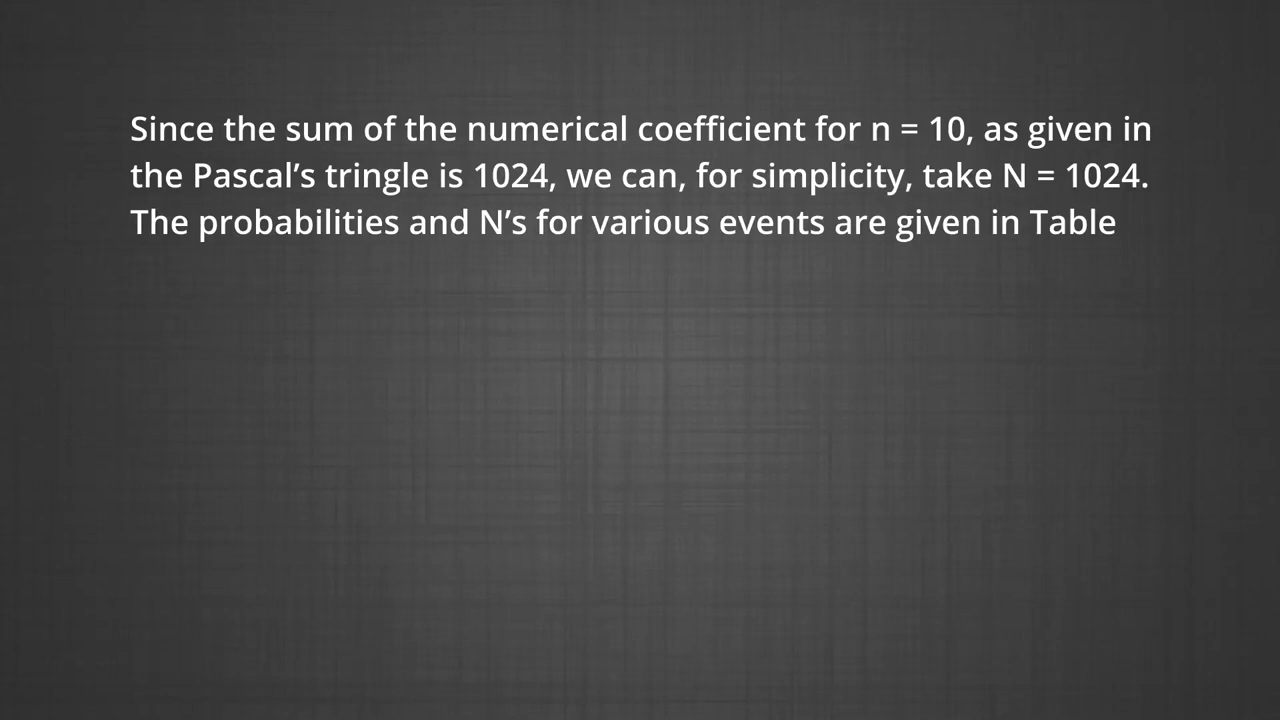 Since the sum of the numerical coefficient for n = 10, as given in
the Pascal’s tringle is 1024, we can, for simplicity, take N = 1024.
The probabilities and N’s for various events are given in Table